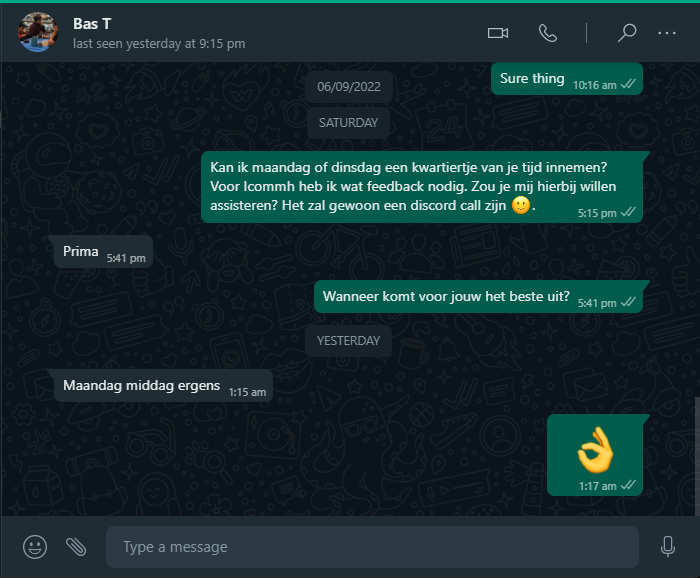 Bas T
last seen yesterday at 9:15 pm
Sure thing 10:16 am
06/09/2022
SATURDAY
Kan ik maandag of dinsdag een kwartiertje van je tijd innemen?
Voor Icommh heb ik wat feedback nodig. Zou je mij hierbij willen
assisteren? Het zal gewoon een discord call zijn 🙂.
5:15 pm
Prima 5:41 pm
Wanneer komt voor jouw het beste uit? 5:41 pm
YESTERDAY
Maandag middag ergens 1:15 am
👌
1:17 am
Type a message